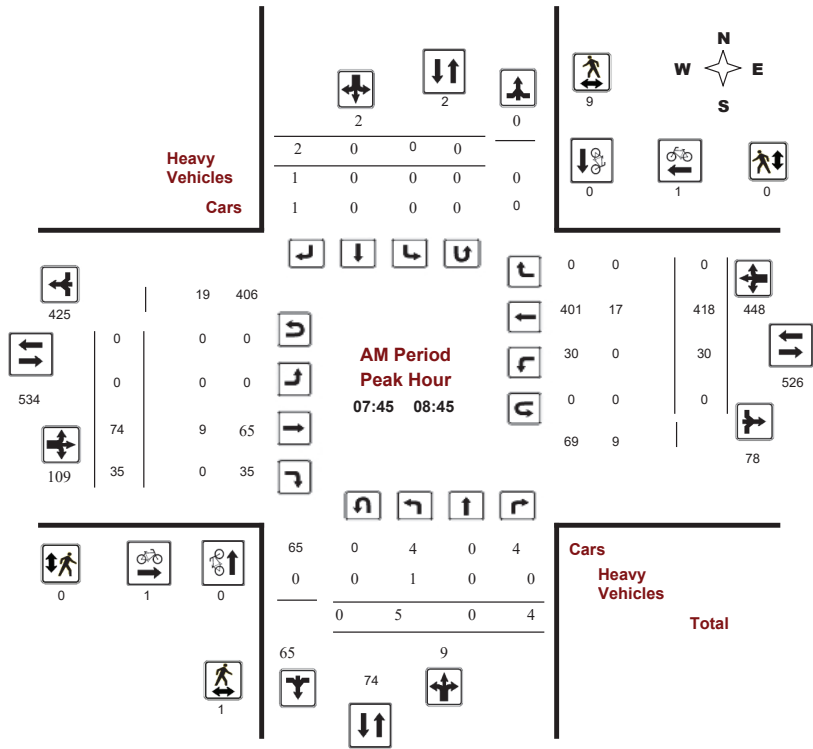 N
W E
S
2
9
2 0
2 0 0 0
Heavy
Vehicles
1 0 0 0 0
0 1 0
Cars
1 0 0 0 0
0 0 0
19 406
425 448
401 17 418
0 0 0
AM Period
Peak Hour
07:45 08:45
30 0 30
526
534
0 0 0
0 0 0
74 9 65
69 9
78
109
35 0 35
65 0 4 0 4
Cars
0 0 1 0 0
Heavy
Vehicles
0 1 0
0 5 0 4
Total
65 9
74
1